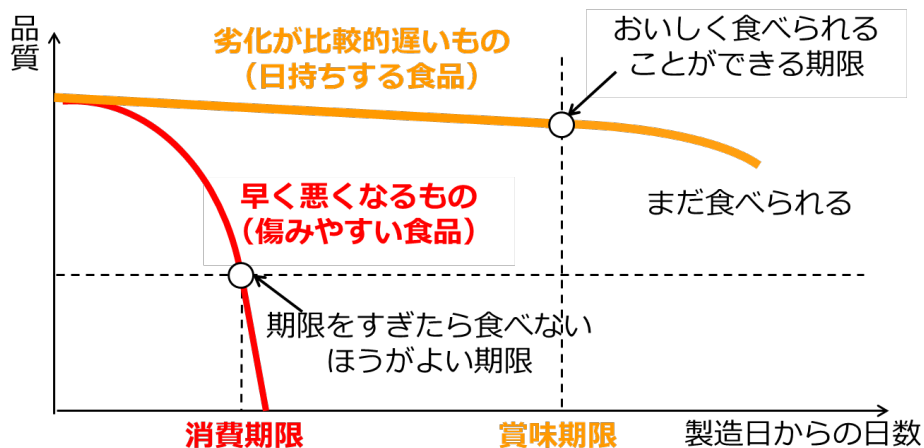 品質
劣化が比較的遅いもの
（日持ちする食品）
おいしく食べられる
ことができる期限
早く悪くなるもの
（傷みやすい食品）
まだ食べられる
期限をすぎたら食べない
ほうがよい期限
消費期限
賞味期限
製造日からの日数